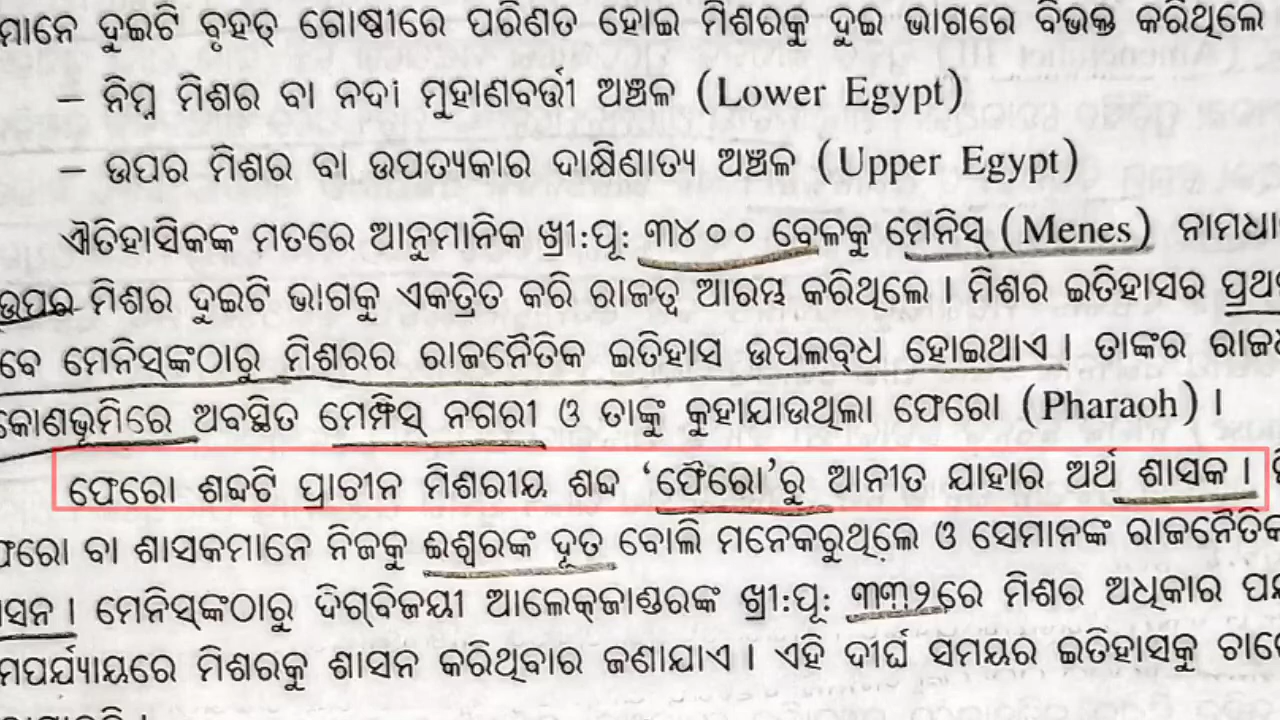 ମାନେ ଦୁଇଟି ବୃହତ୍ ଗୋଷ୍ଠୀରେ ପରିଣତ ହୋଇ ମିଶରକୁ ଦୁଇ ଭାଗରେ ବିଭକ୍ତ କରିଥିଲେ
– ନିମ୍ନ ମିଶର ବା ନଦୀ ମୁହାଣବର୍ତ୍ତୀ ଅଞ୍ଚଳ (Lower Egypt)
– ଉପର ମିଶର ବା ଉପତ୍ୟକାର ଦାକ୍ଷିଣାତ୍ୟ ଅଞ୍ଚଳ (Upper Egypt)
ଐତିହାସିକଙ୍କ ମତରେ ଆନୁମାନିକ ଖ୍ରୀ:ପୂ: ୩୪୦୦ ବେଳକୁ ମେନିସ୍ (Menes) ନାମଧା
ଉପର ମିଶର ଦୁଇଟି ଭାଗକୁ ଏକତ୍ରିତ କରି ରାଜତ୍ୱ ଆରମ୍ଭ କରିଥିଲେ । ମିଶର ଇତିହାସର ପ୍ରଥ
ବେ ମେନିସ୍‌ଙ୍କଠାରୁ ମିଶରର ରାଜନୈତିକ ଇତିହାସ ଉପଲବ୍ଧ ହୋଇଥାଏ । ତାଙ୍କର ରାଜ
କୋଣଭୂମିରେ ଅବସ୍ଥିତ ମେମ୍ଫିସ୍ ନଗରୀ ଓ ତାଙ୍କୁ କୁହାଯାଉଥିଲା ଫେରୋ (Pharaoh) ।
ଫେରୋ ଶବ୍ଦଟି ପ୍ରାଚୀନ ମିଶରୀୟ ଶବ୍ଦ ‘ଫୈରୋ’ରୁ ଆନୀତ ଯାହାର ଅର୍ଥ ଶାସକ ।
ଫରୋ ବା ଶାସକମାନେ ନିଜକୁ ଈଶ୍ୱରଙ୍କ ଦୂତ ବୋଲି ମନେକରୁଥିଲେ ଓ ସେମାନଙ୍କ ରାଜନୈତିକ
ାସନ । ମେନିସ୍‌ଙ୍କଠାରୁ ଦିଗ୍‌ବିଜୟୀ ଆଲେକ୍‌ଜାଣ୍ଡରଙ୍କ ଖ୍ରୀ:ପୂ: ୩୩୨ରେ ମିଶର ଅଧିକାର ପ
ମପର୍ଯ୍ୟାୟରେ ମିଶରକୁ ଶାସନ କରିଥିବାର ଜଣାଯାଏ । ଏହି ଦୀର୍ଘ ସମୟର ଇତିହାସକୁ ଚା